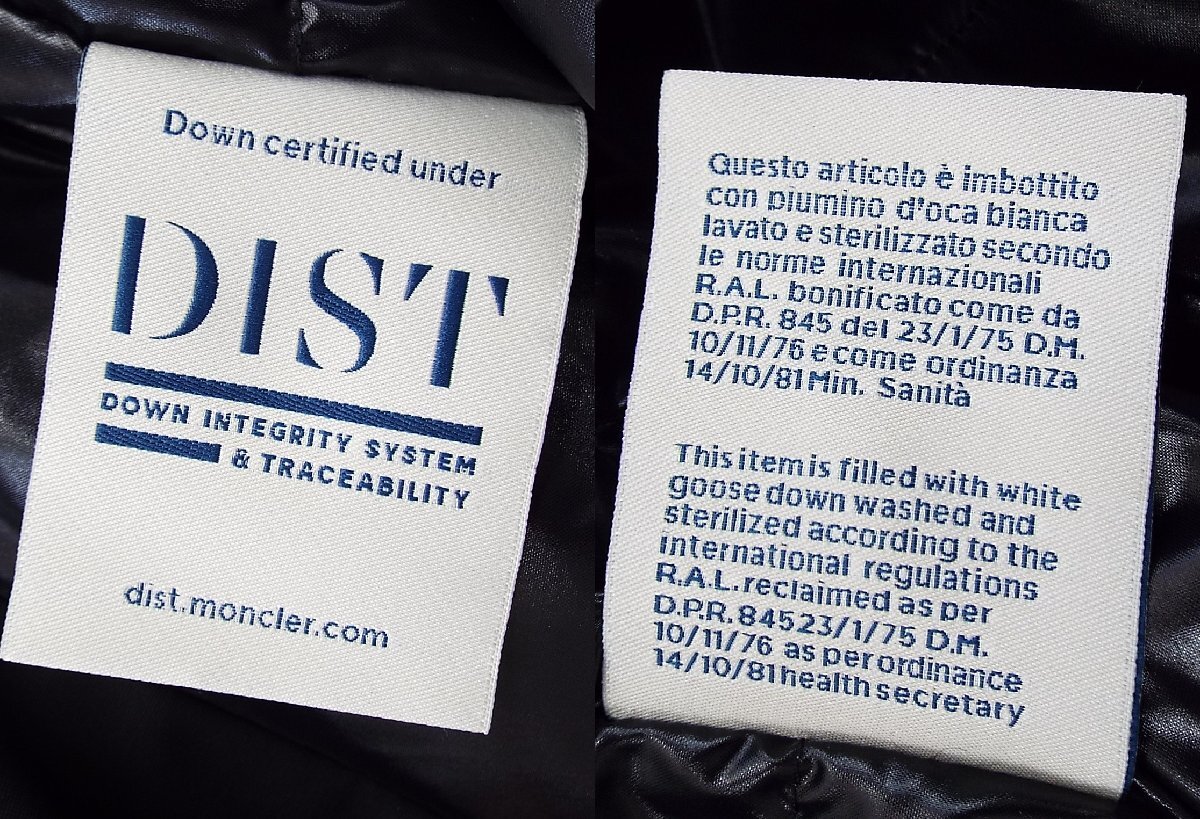 Down certified under
DIST
DOWN INTEGRITY SYSTEM
& TRACEABILITY
dist.moncler.com
Questo articolo è imbottito
con piumino d'oca bianca
lavato e sterilizzato secondo
le norme internazionali
R.A.L. bonificato come da
D.P.R. 845 del 23/1/75 D.M.
10/11/76 e come ordinanza
14/10/81 Min. Sanità
This item is filled with white
goose down washed and
sterilized according to the
international regulations
R.A.L. reclaimed as per
D.P.R. 845 23/1/75 D.M.
10/11/76 as per ordinance
14/10/81 health secretary